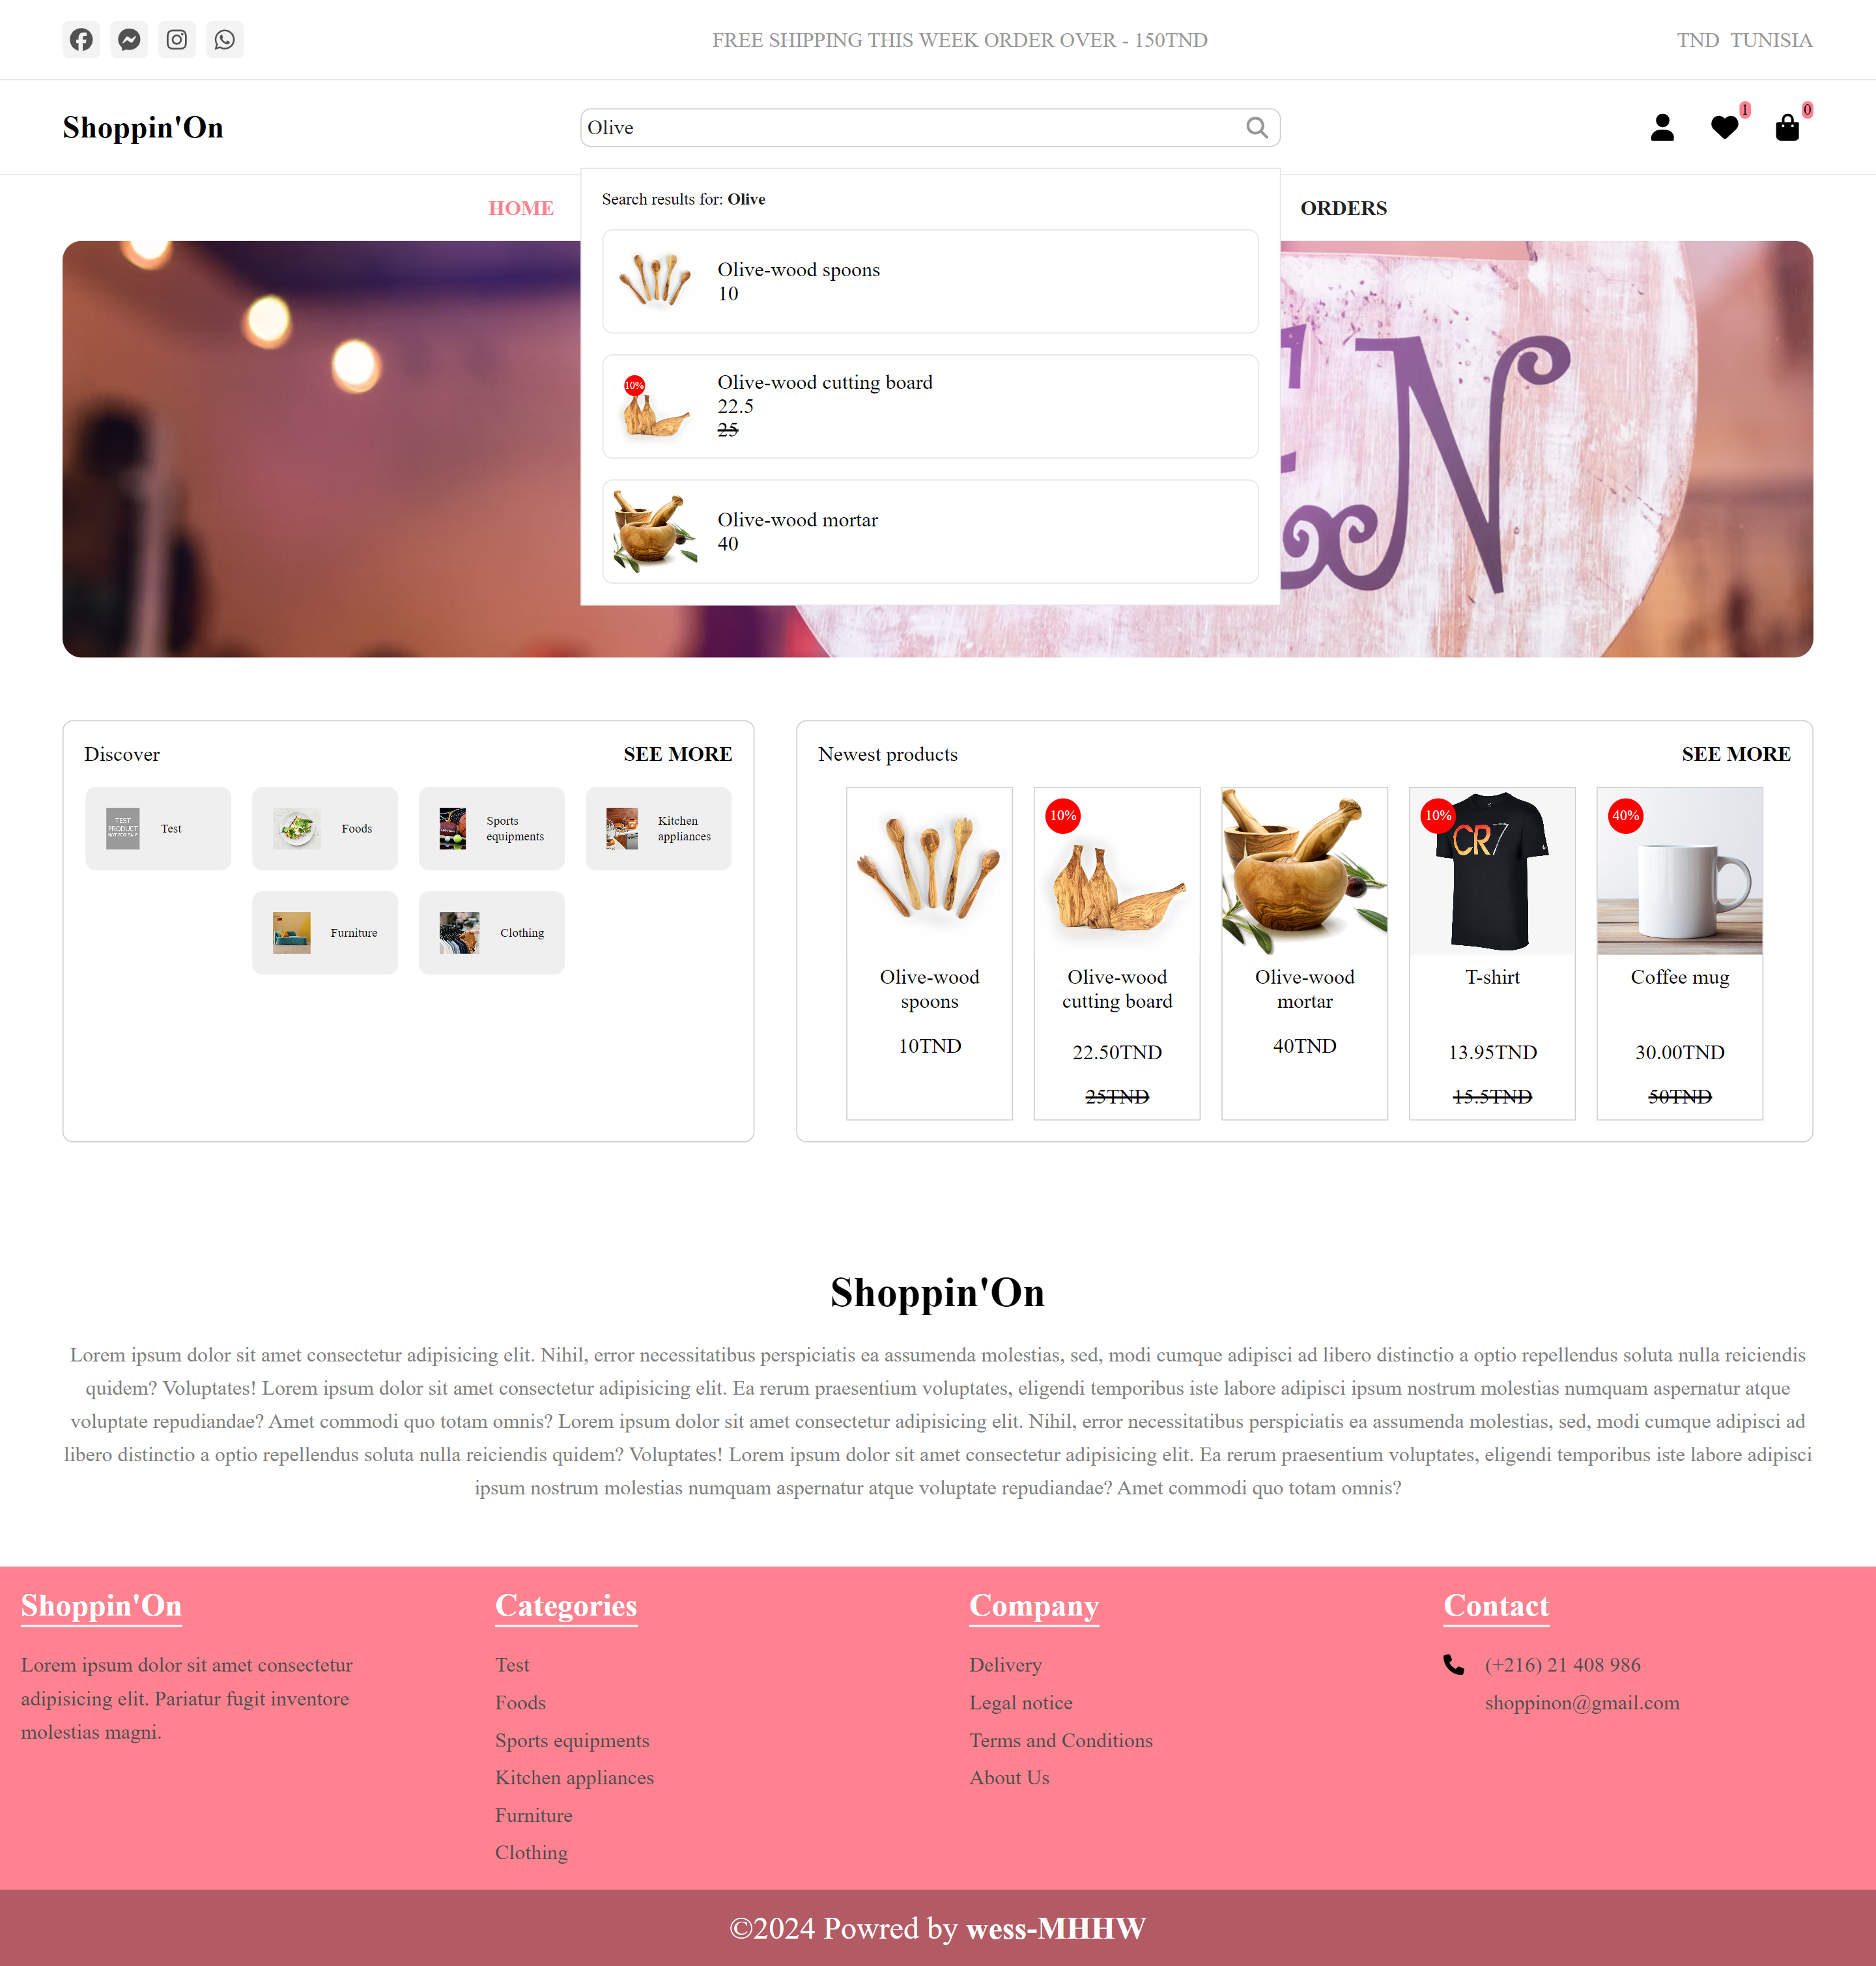 FREE SHIPPING THIS WEEK ORDER OVER - 150TND
TND TUNISIA
Shoppin'On
Olive
1
0
HOME
ORDERS
Search results for: Olive
Olive-wood spoons
10
10%
Olive-wood cutting board
22.5
25
Olive-wood mortar
40
N
Discover
SEE MORE
TEST
PRODUCT
NOT FOR SALE
Test
Foods
Sports
equipments
Kitchen
appliances
Furniture
Clothing
Newest products
SEE MORE
Olive-wood
spoons
10TND
10%
Olive-wood
cutting board
22.50TND
25TND
Olive-wood
mortar
40TND
10%
CR7
T-shirt
13.95TND
15.5TND
40%
Coffee mug
30.00TND
50TND
Shoppin'On
Lorem ipsum dolor sit amet consectetur adipisicing elit. Nihil, error necessitatibus perspiciatis ea assumenda molestias, sed, modi cumque adipisci ad libero distinctio a optio repellendus soluta nulla reiciendis
quidem? Voluptates! Lorem ipsum dolor sit amet consectetur adipisicing elit. Ea rerum praesentium voluptates, eligendi temporibus iste labore adipisci ipsum nostrum molestias numquam aspernatur atque
voluptate repudiandae? Amet commodi quo totam omnis? Lorem ipsum dolor sit amet consectetur adipisicing elit. Nihil, error necessitatibus perspiciatis ea assumenda molestias, sed, modi cumque adipisci ad
libero distinctio a optio repellendus soluta nulla reiciendis quidem? Voluptates! Lorem ipsum dolor sit amet consectetur adipisicing elit. Ea rerum praesentium voluptates, eligendi temporibus iste labore adipisci
ipsum nostrum molestias numquam aspernatur atque voluptate repudiandae? Amet commodi quo totam omnis?
Shoppin'On
Lorem ipsum dolor sit amet consectetur
adipisicing elit. Pariatur fugit inventore
molestias magni.
Categories
Test
Foods
Sports equipments
Kitchen appliances
Furniture
Clothing
Company
Delivery
Legal notice
Terms and Conditions
About Us
Contact
(+216) 21 408 986
shoppinon@gmail.com
©2024 Powred by wess-MHHW